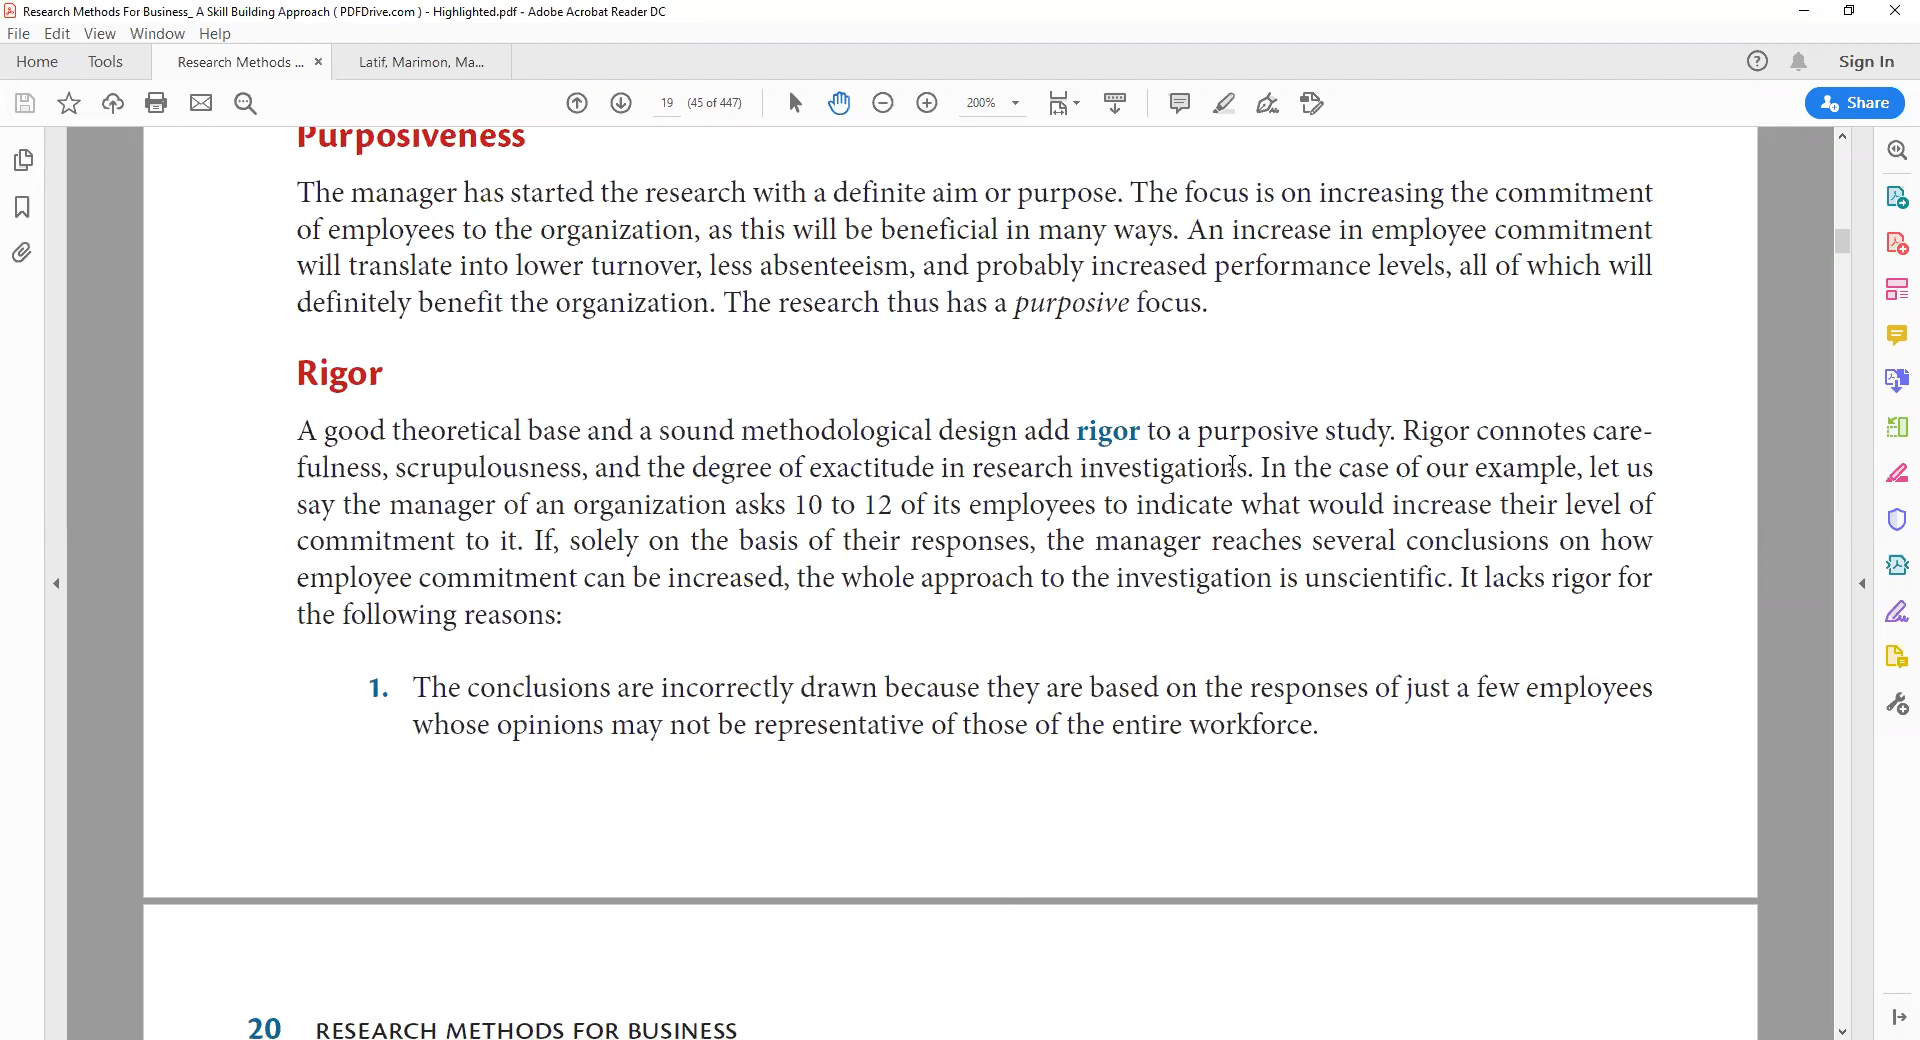 Research Methods For Business_ A Skill Building Approach ( PDFDrive.com ) - Highlighted.pdf - Adobe Acrobat Reader DC
File Edit View Window Help
Home Tools Research Methods ... × Latif, Marimon, Ma... Sign In
19 (45 of 447) 200% Share
Purposiveness
The manager has started the research with a definite aim or purpose. The focus is on increasing the commitment
of employees to the organization, as this will be beneficial in many ways. An increase in employee commitment
will translate into lower turnover, less absenteeism, and probably increased performance levels, all of which will
definitely benefit the organization. The research thus has a purposive focus.
Rigor
A good theoretical base and a sound methodological design add rigor to a purposive study. Rigor connotes care-
fulness, scrupulousness, and the degree of exactitude in research investigations. In the case of our example, let us
say the manager of an organization asks 10 to 12 of its employees to indicate what would increase their level of
commitment to it. If, solely on the basis of their responses, the manager reaches several conclusions on how
employee commitment can be increased, the whole approach to the investigation is unscientific. It lacks rigor for
the following reasons:
1. The conclusions are incorrectly drawn because they are based on the responses of just a few employees
whose opinions may not be representative of those of the entire workforce.
20 RESEARCH METHODS FOR BUSINESS